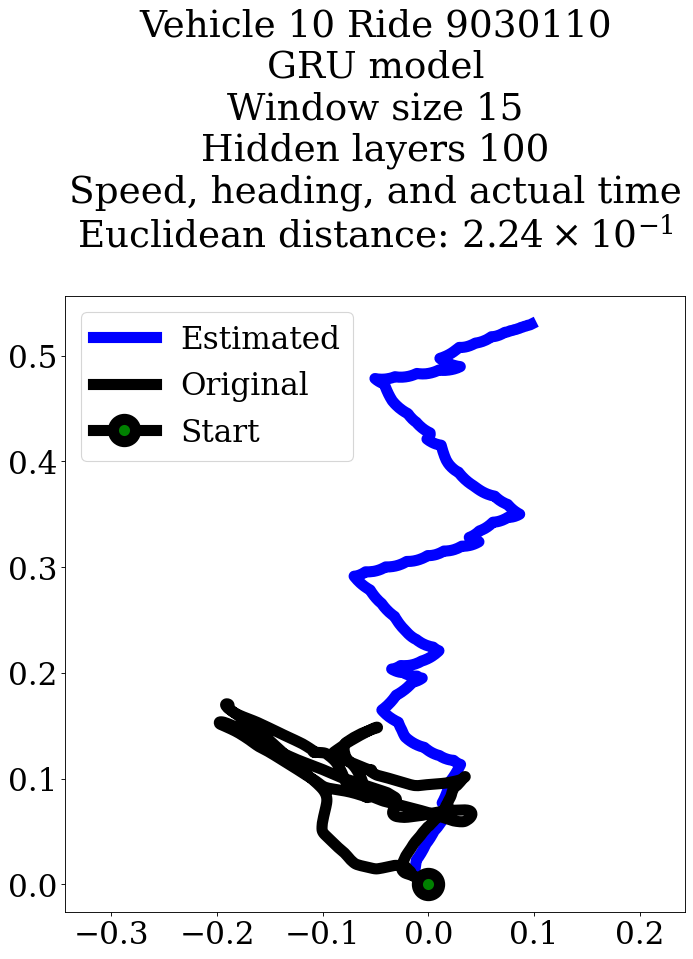 Vehicle 10 Ride 9030110
GRU model
Window size 15
Hidden layers 100
Speed, heading, and actual time
Euclidean distance: 2.24 × 10⁻¹
Estimated
Original
Start
0.5
0.4
0.3
0.2
0.1
0.0
−0.3 −0.2 −0.1 0.0 0.1 0.2